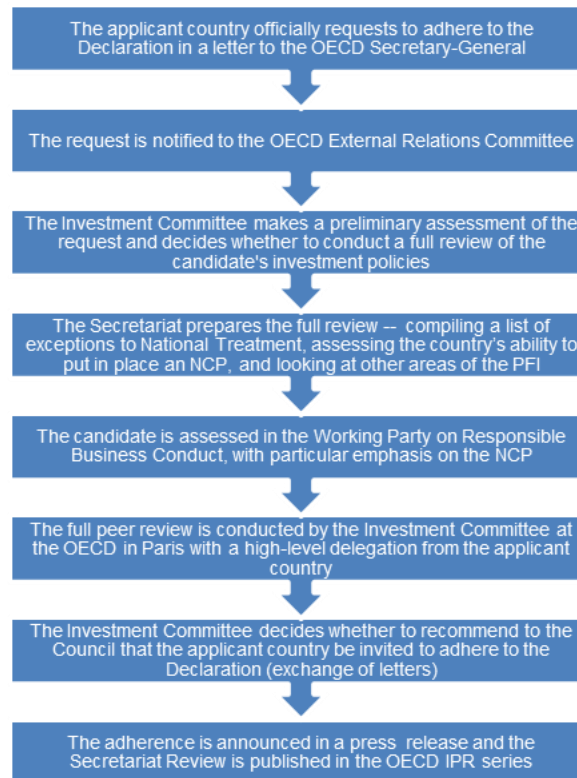 The applicant country officially requests to adhere to the
Declaration in a letter to the OECD Secretary-General
The request is notified to the OECD External Relations Committee
The Investment Committee makes a preliminary assessment of the
request and decides whether to conduct a full review of the
candidate's investment policies
The Secretariat prepares the full review -- compiling a list of
exceptions to National Treatment, assessing the country's ability to
put in place an NCP, and looking at other areas of the PFI
The candidate is assessed in the Working Party on Responsible
Business Conduct, with particular emphasis on the NCP
The full peer review is conducted by the Investment Committee at
the OECD in Paris with a high-level delegation from the applicant
country
The Investment Committee decides whether to recommend to the
Council that the applicant country be invited to adhere to the
Declaration (exchange of letters)
The adherence is announced in a press release and the
Secretariat Review is published in the OECD IPR series